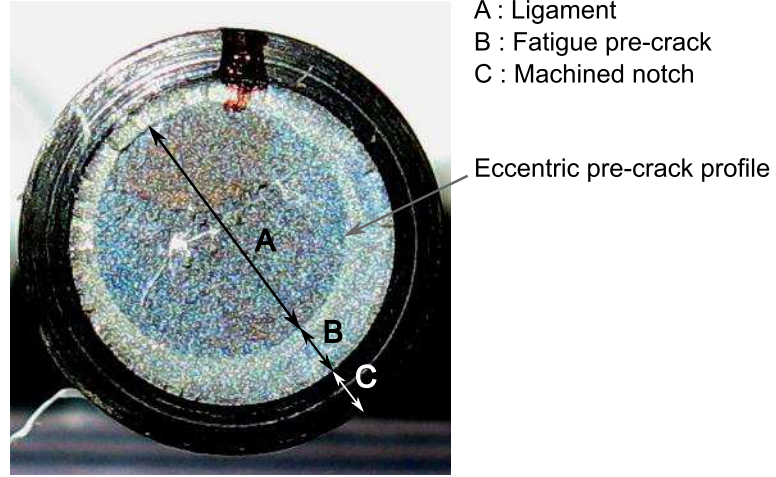 A : Ligament
B : Fatigue pre-crack
C : Machined notch
Eccentric pre-crack profile
A
B
C